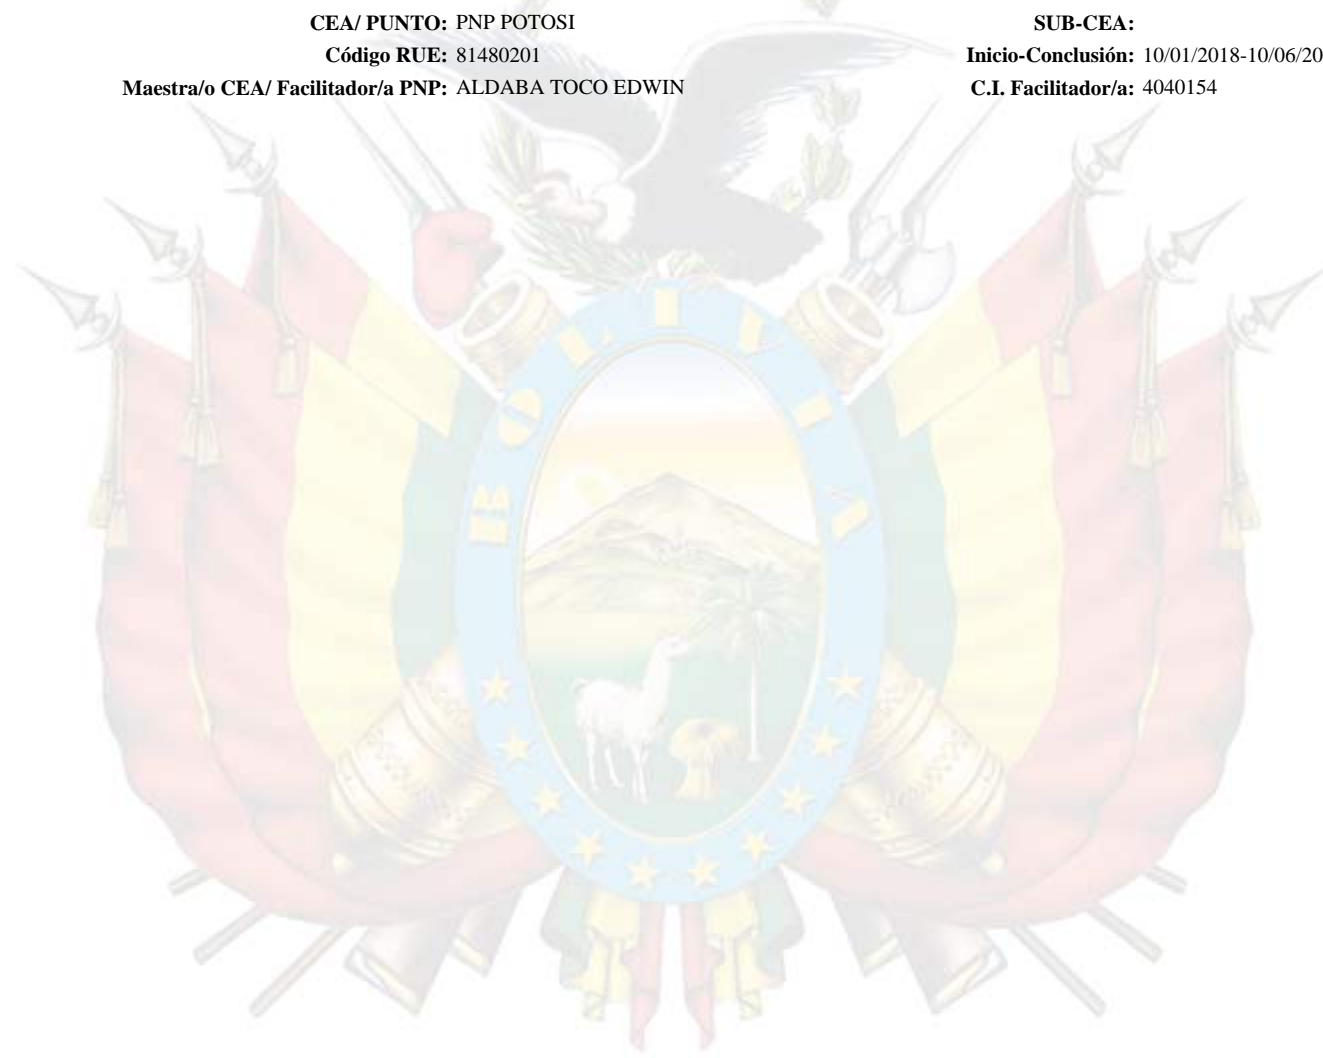 CEA/ PUNTO: PNP POTOSI SUB-CEA:
Código RUE: 81480201 Inicio-Conclusión: 10/01/2018-10/06/20
Maestra/o CEA/ Facilitador/a PNP: ALDABA TOCO EDWIN C.I. Facilitador/a: 4040154
BOLIVIA